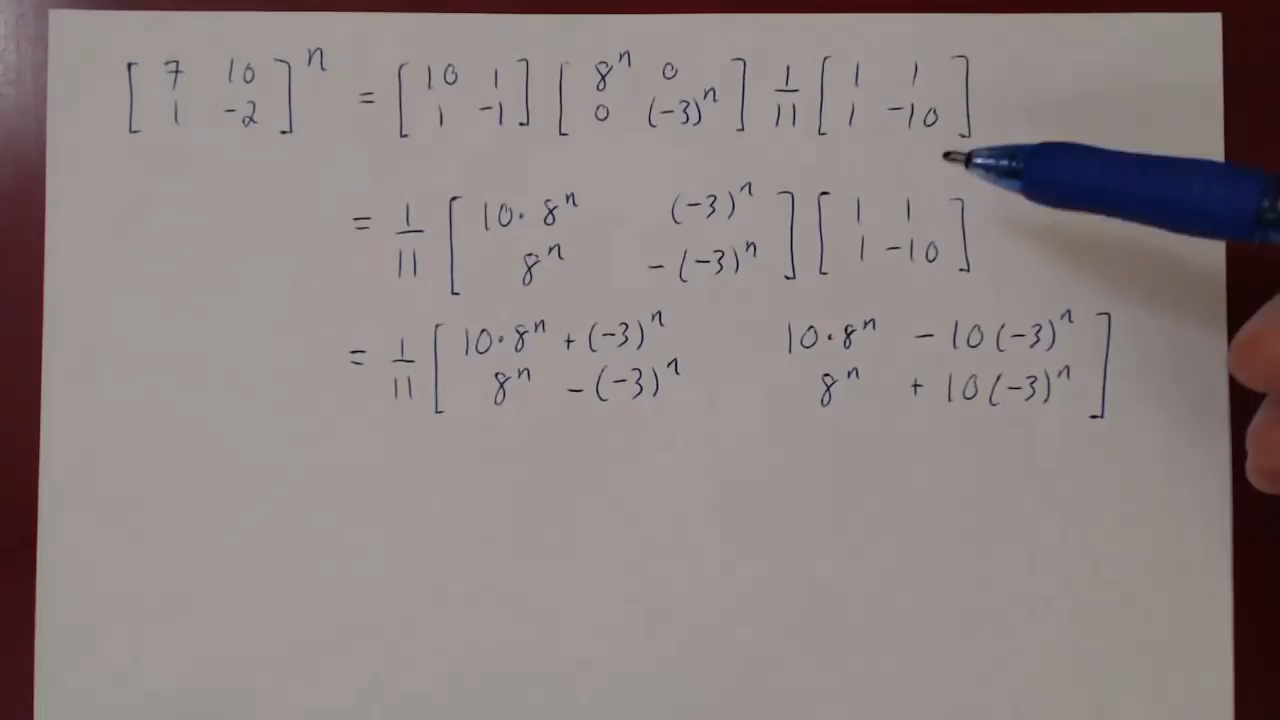 [7 10; 1 -2]^n = [10 1; 1 -1] [8^n 0; 0 (-3)^n] 1/11 [1 1; 1 -10]
= 1/11 [10·8^n (-3)^n; 8^n -(-3)^n] [1 1; 1 -10]
= 1/11 [10·8^n + (-3)^n 10·8^n - 10(-3)^n; 8^n - (-3)^n 8^n + 10(-3)^n]